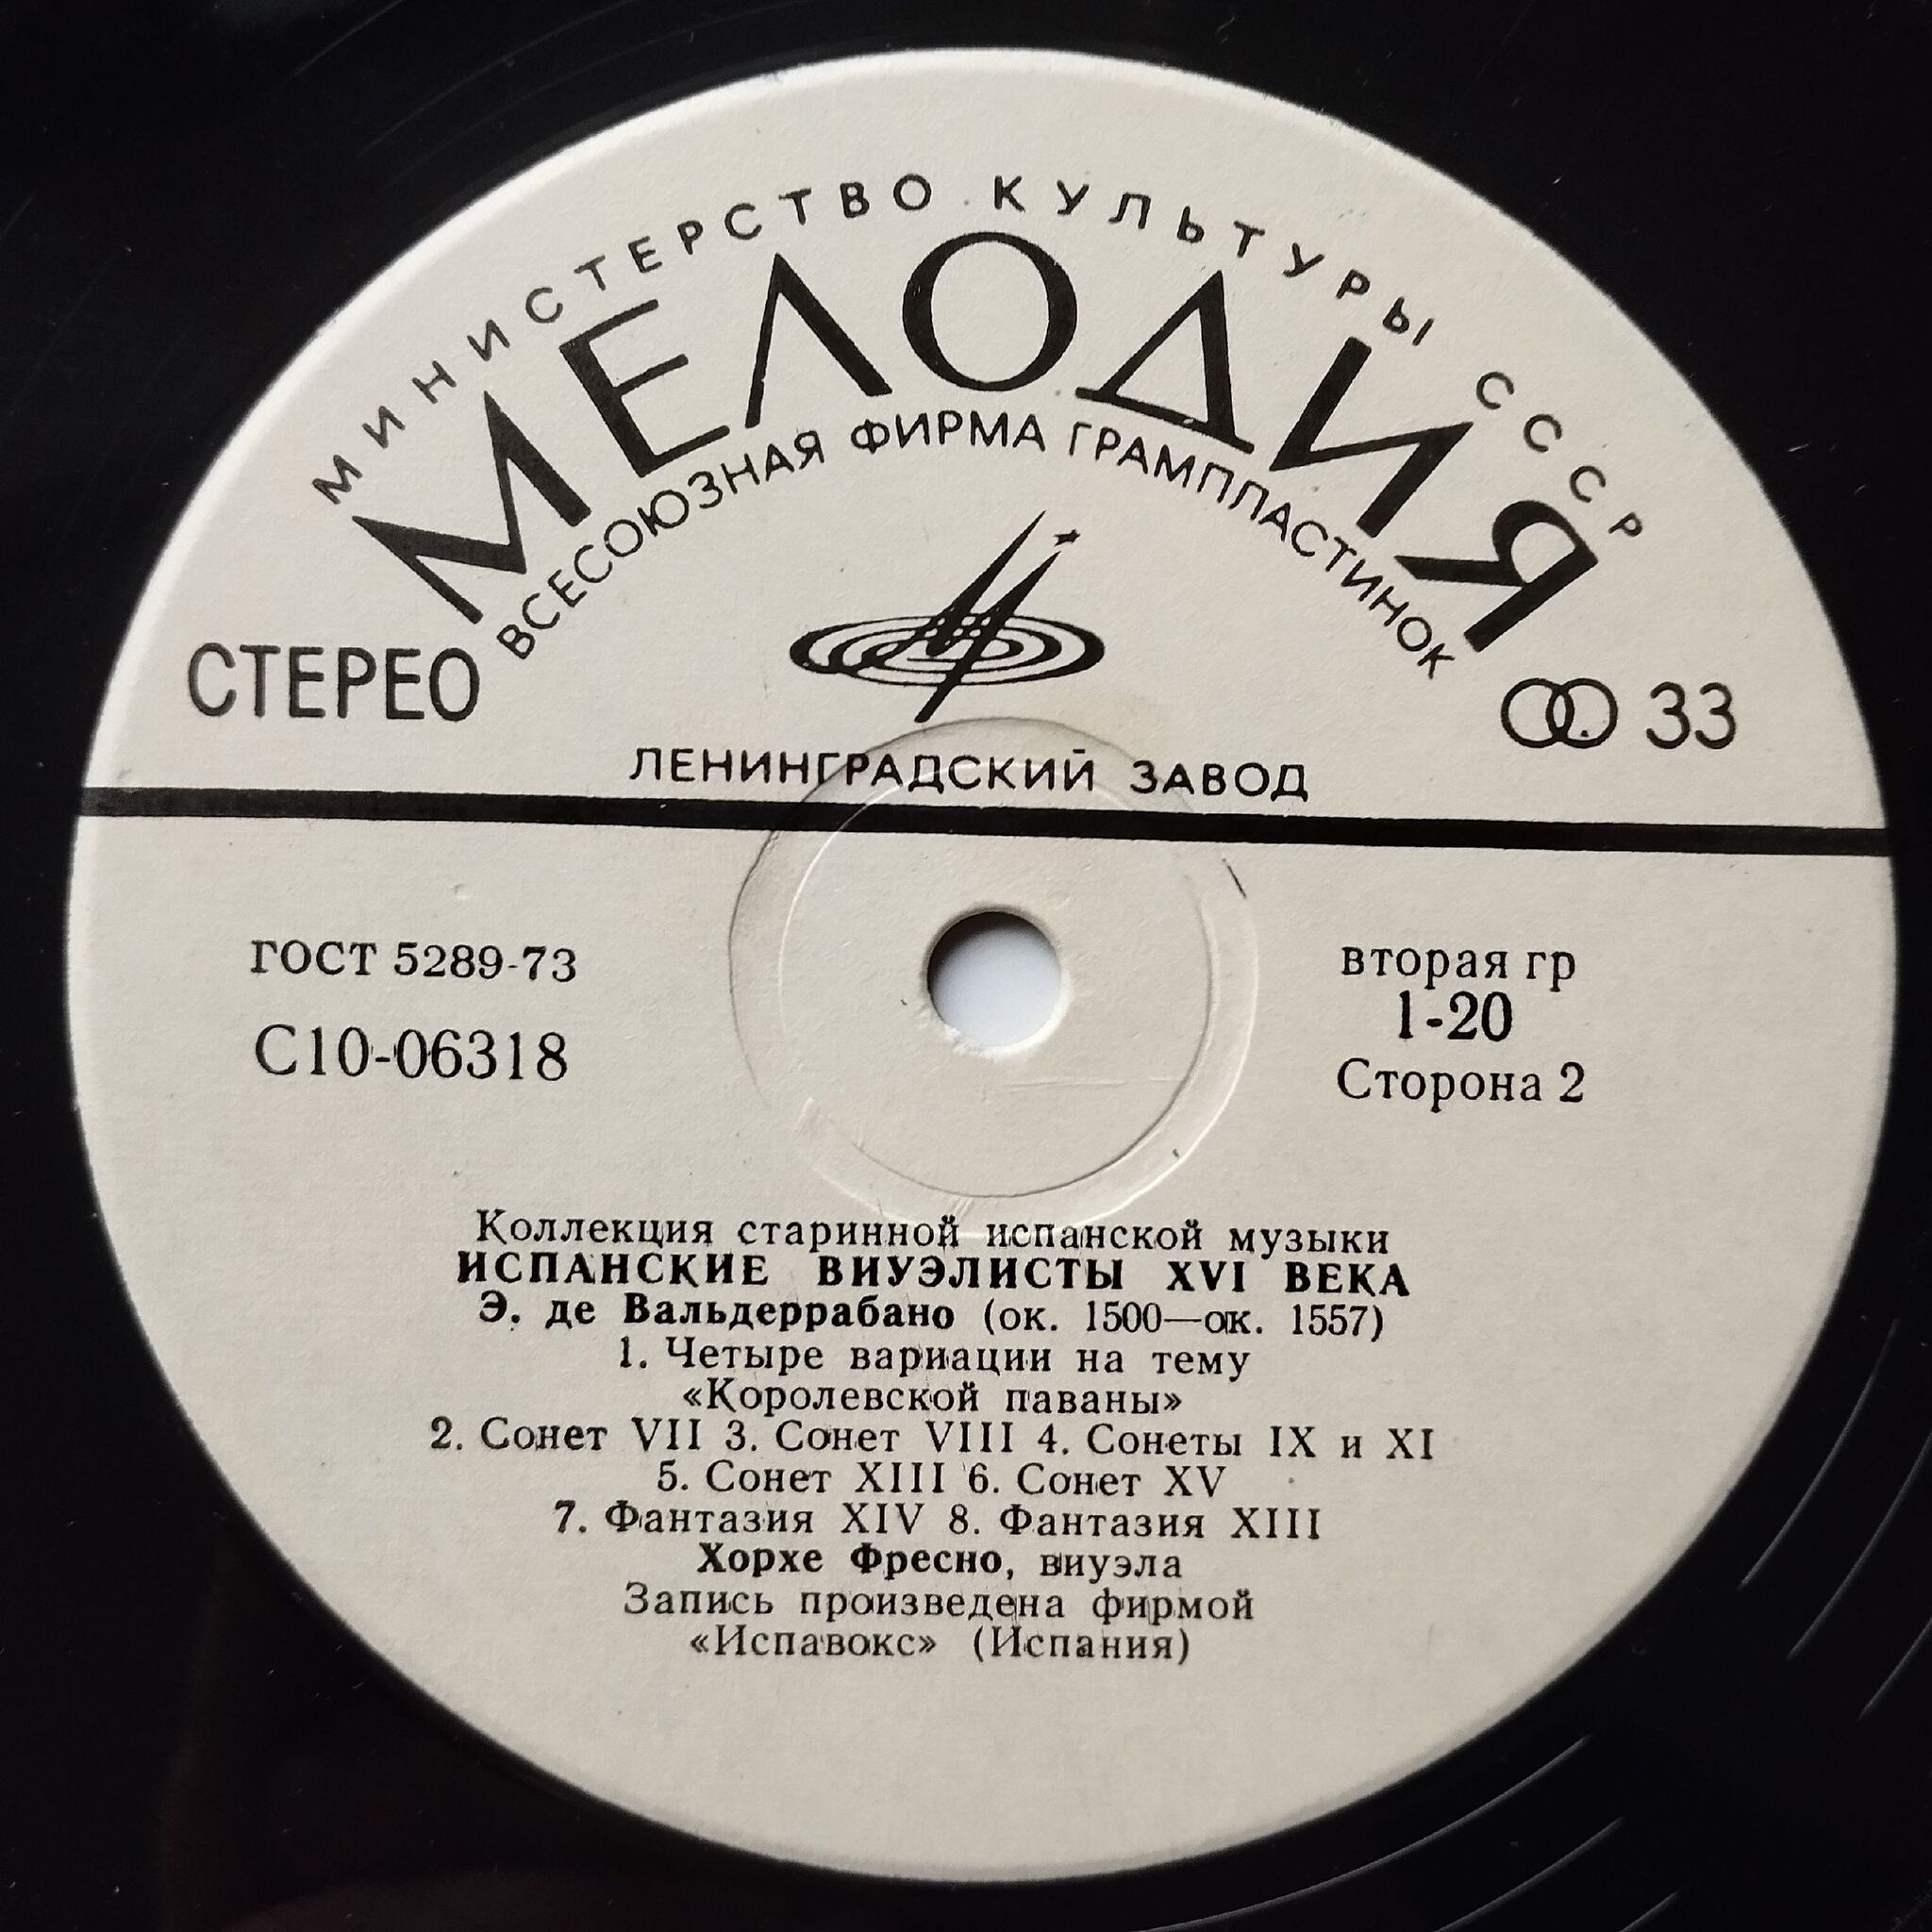 МИНИСТЕРСТВО КУЛЬТУРЫ СССР
МЕЛОДИЯ
ВСЕСОЮЗНАЯ ФИРМА ГРАМПЛАСТИНОК
СТЕРЕО
33
ЛЕНИНГРАДСКИЙ ЗАВОД
ГОСТ 5289-73
С10-06318
вторая гр
1-20
Сторона 2
Коллекция старинной испанской музыки
ИСПАНСКИЕ ВИУЭЛИСТЫ XVI ВЕКА
Э. де Вальдеррабано (ок. 1500—ок. 1557)
1. Четыре вариации на тему
«Королевской паваны»
2. Сонет VII 3. Сонет VIII 4. Сонеты IX и XI
5. Сонет XIII 6. Сонет XV
7. Фантазия XIV 8. Фантазия XIII
Хорхе Фресно, виуэла
Запись произведена фирмой
«Испавокс» (Испания)